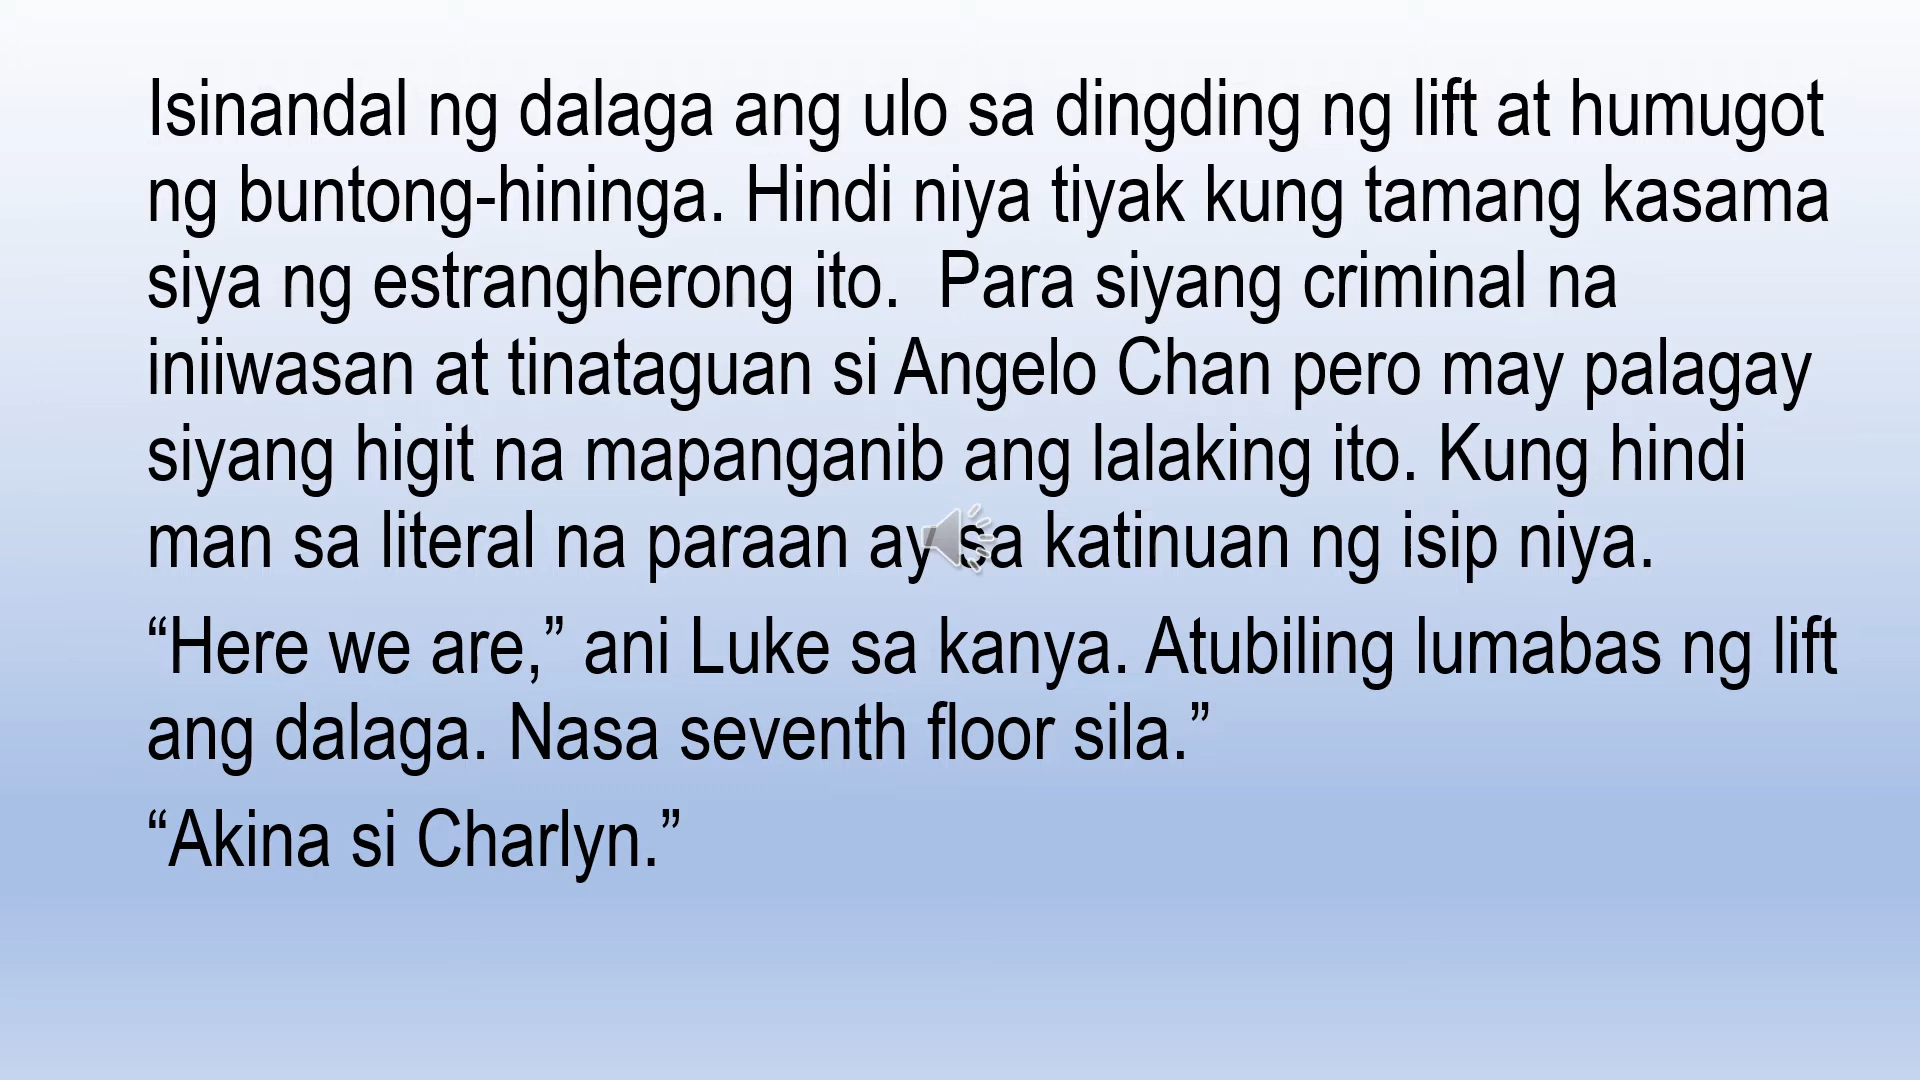 Isinandal ng dalaga ang ulo sa dingding ng lift at humugot
ng buntong-hininga. Hindi niya tiyak kung tamang kasama
siya ng estrangherong ito.  Para siyang criminal na
iniiwasan at tinataguan si Angelo Chan pero may palagay
siyang higit na mapanganib ang lalaking ito. Kung hindi
man sa literal na paraan ay sa katinuan ng isip niya.
“Here we are,” ani Luke sa kanya. Atubiling lumabas ng lift
ang dalaga. Nasa seventh floor sila.”
“Akina si Charlyn.”